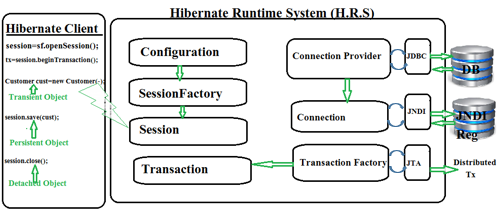 Hibernate Client
session=sf.openSession();
tx=session.beginTransaction();
Customer cust=new Customer(-);
Transient Object
session.save(cust);
Persistent Object
session.close();
Detached Object
Hibernate Runtime System (H.R.S)
Configuration
SessionFactory
Session
Transaction
Connection Provider
Connection
Transaction Factory
JDBC
JNDI
JTA
DB
JNDI
Reg
Distributed
Tx